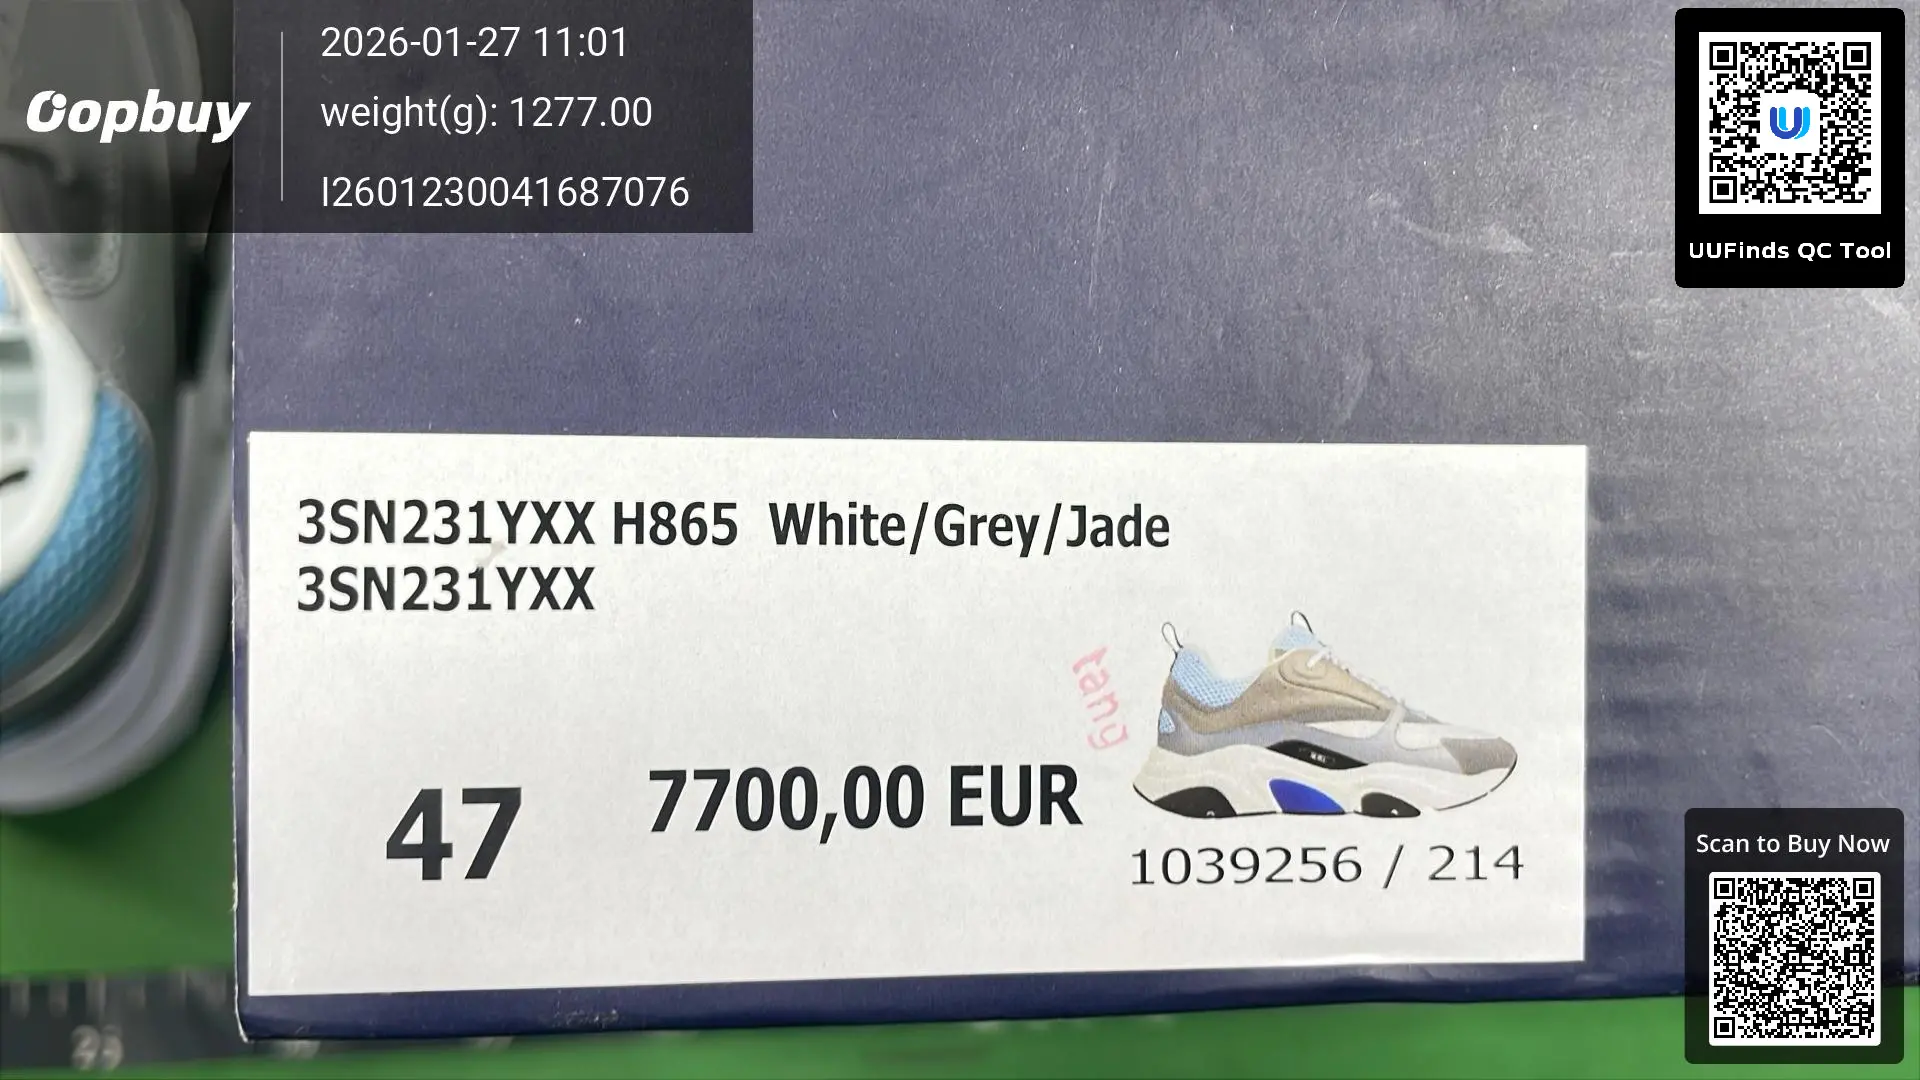 Oopbuy
2026-01-27 11:01
weight(g): 1277.00
I2601230041687076
UUFinds QC Tool
3SN231YXX H865 White/Grey/Jade
3SN231YXX
tang
47
7700,00 EUR
1039256 / 214
Scan to Buy Now